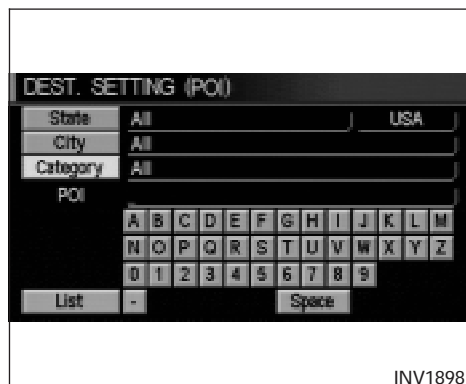 DEST. SETTING (POI)
State All USA
City All
Category All
POI _
A B C D E F G H I J K L M
N O P Q R S T U V W X Y Z
0 1 2 3 4 5 6 7 8 9
List - Space
INV1898